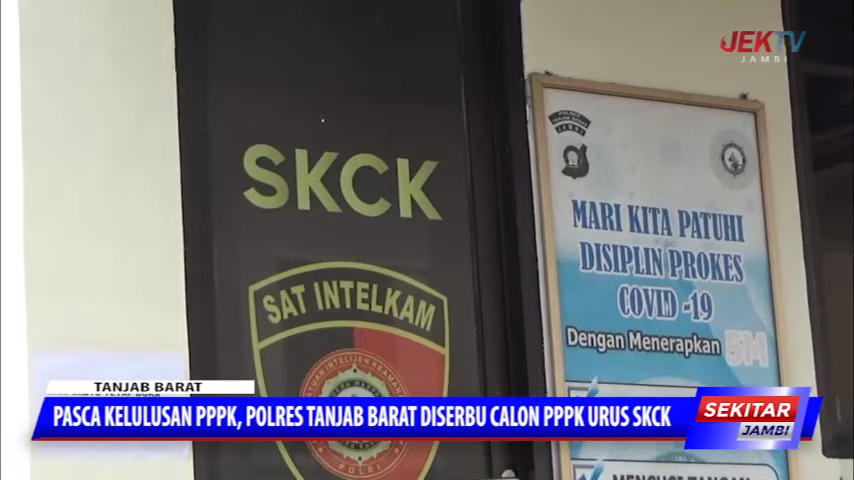 JEKTV
JAMBI
SKCK
SAT INTELKAM
POLRI
JAMBI
MARI KITA PATUHI
DISIPLIN PROKES
COVID -19
Dengan Menerapkan 5M
TANJAB BARAT
PASCA KELULUSAN PPPK, POLRES TANJAB BARAT DISERBU CALON PPPK URUS SKCK
SEKITAR
JAMBI